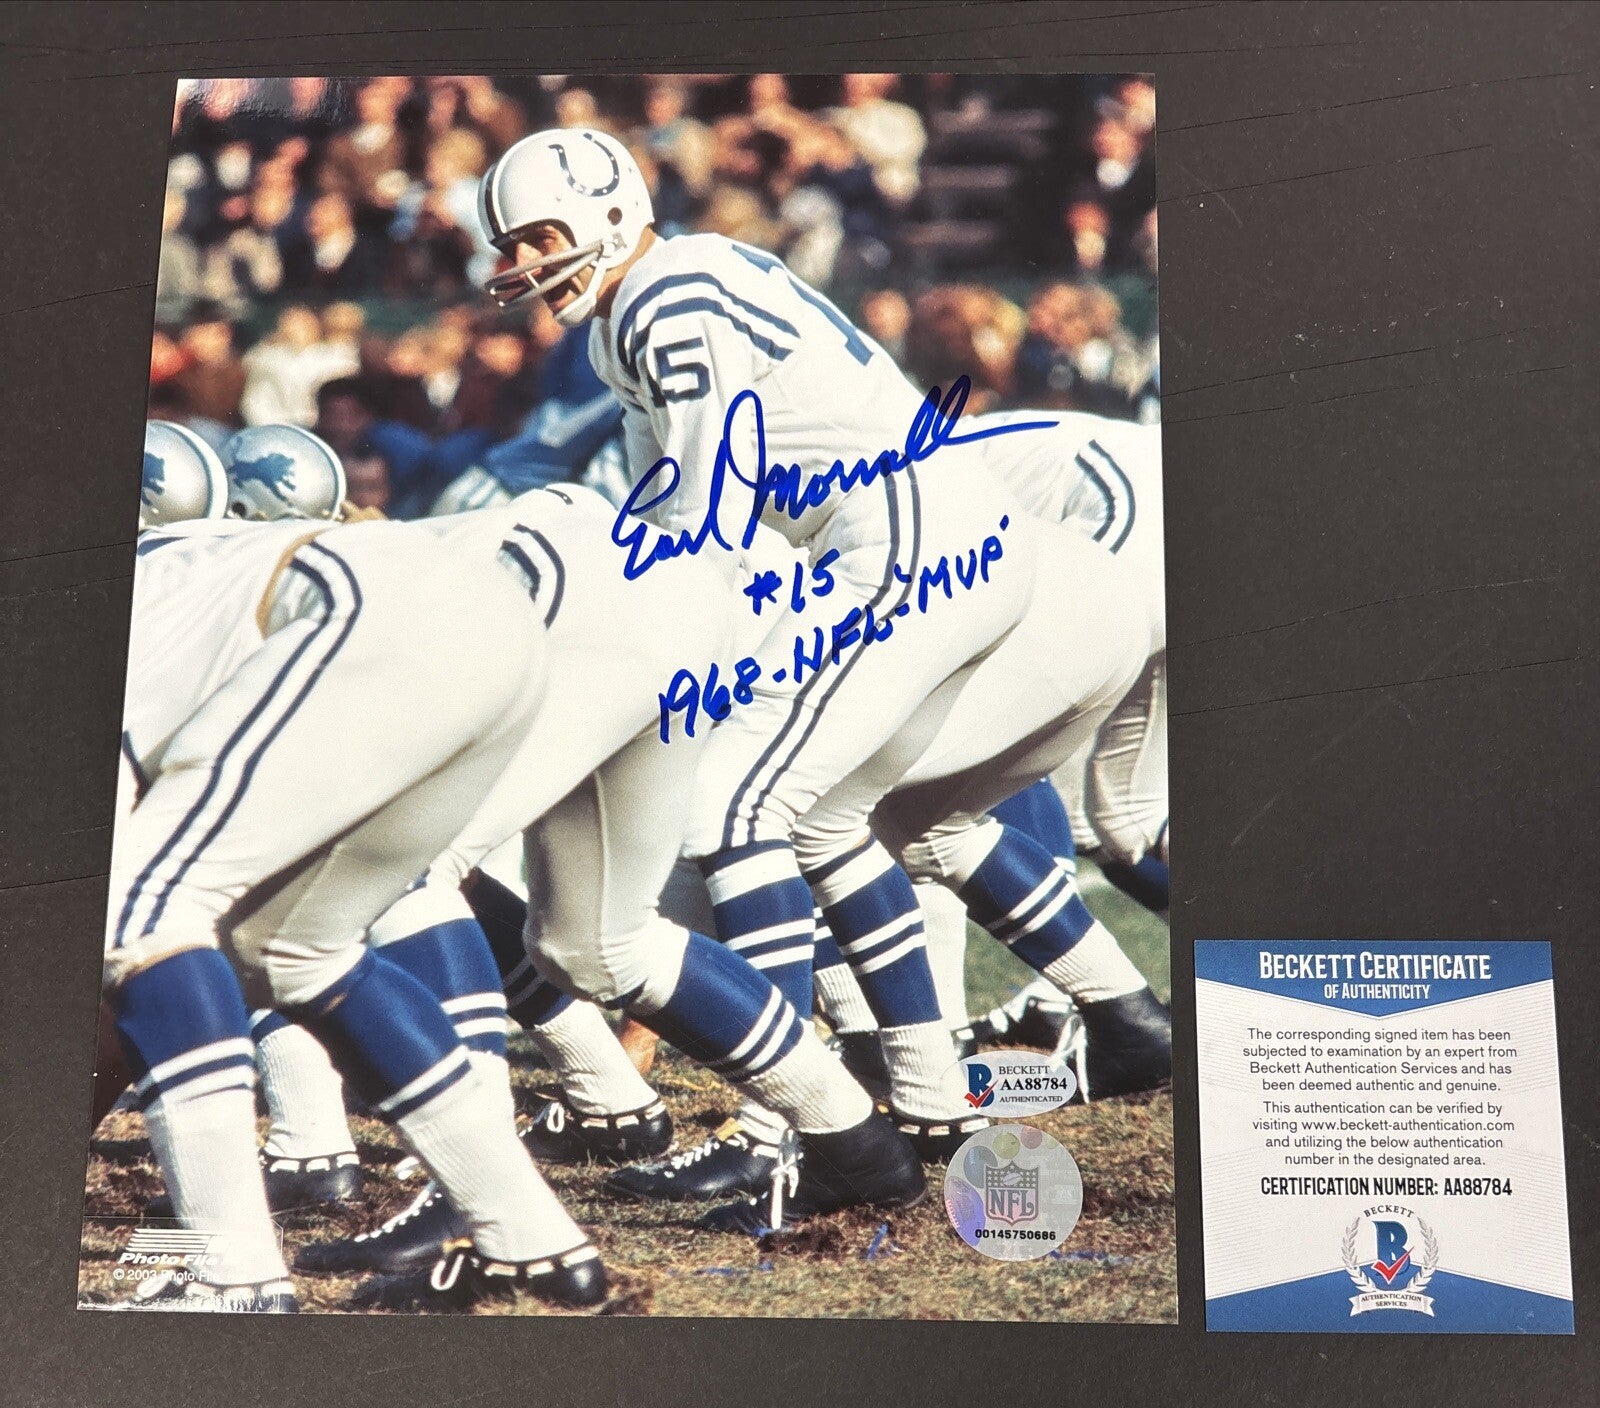 15
Earl Morrall
#15
1968-NFL-"MVP"
BECKETT
AA88784
AUTHENTICATED
NFL
00145750686
PhotoFile
© 2003 Photo File
BECKETT CERTIFICATE
OF AUTHENTICITY
The corresponding signed item has been
subjected to examination by an expert from
Beckett Authentication Services and has
been deemed authentic and genuine.
This authentication can be verified by
visiting www.beckett-authentication.com
and utilizing the below authentication
number in the designated area.
CERTIFICATION NUMBER: AA88784
BECKETT
B
AUTHENTICATION
SERVICES